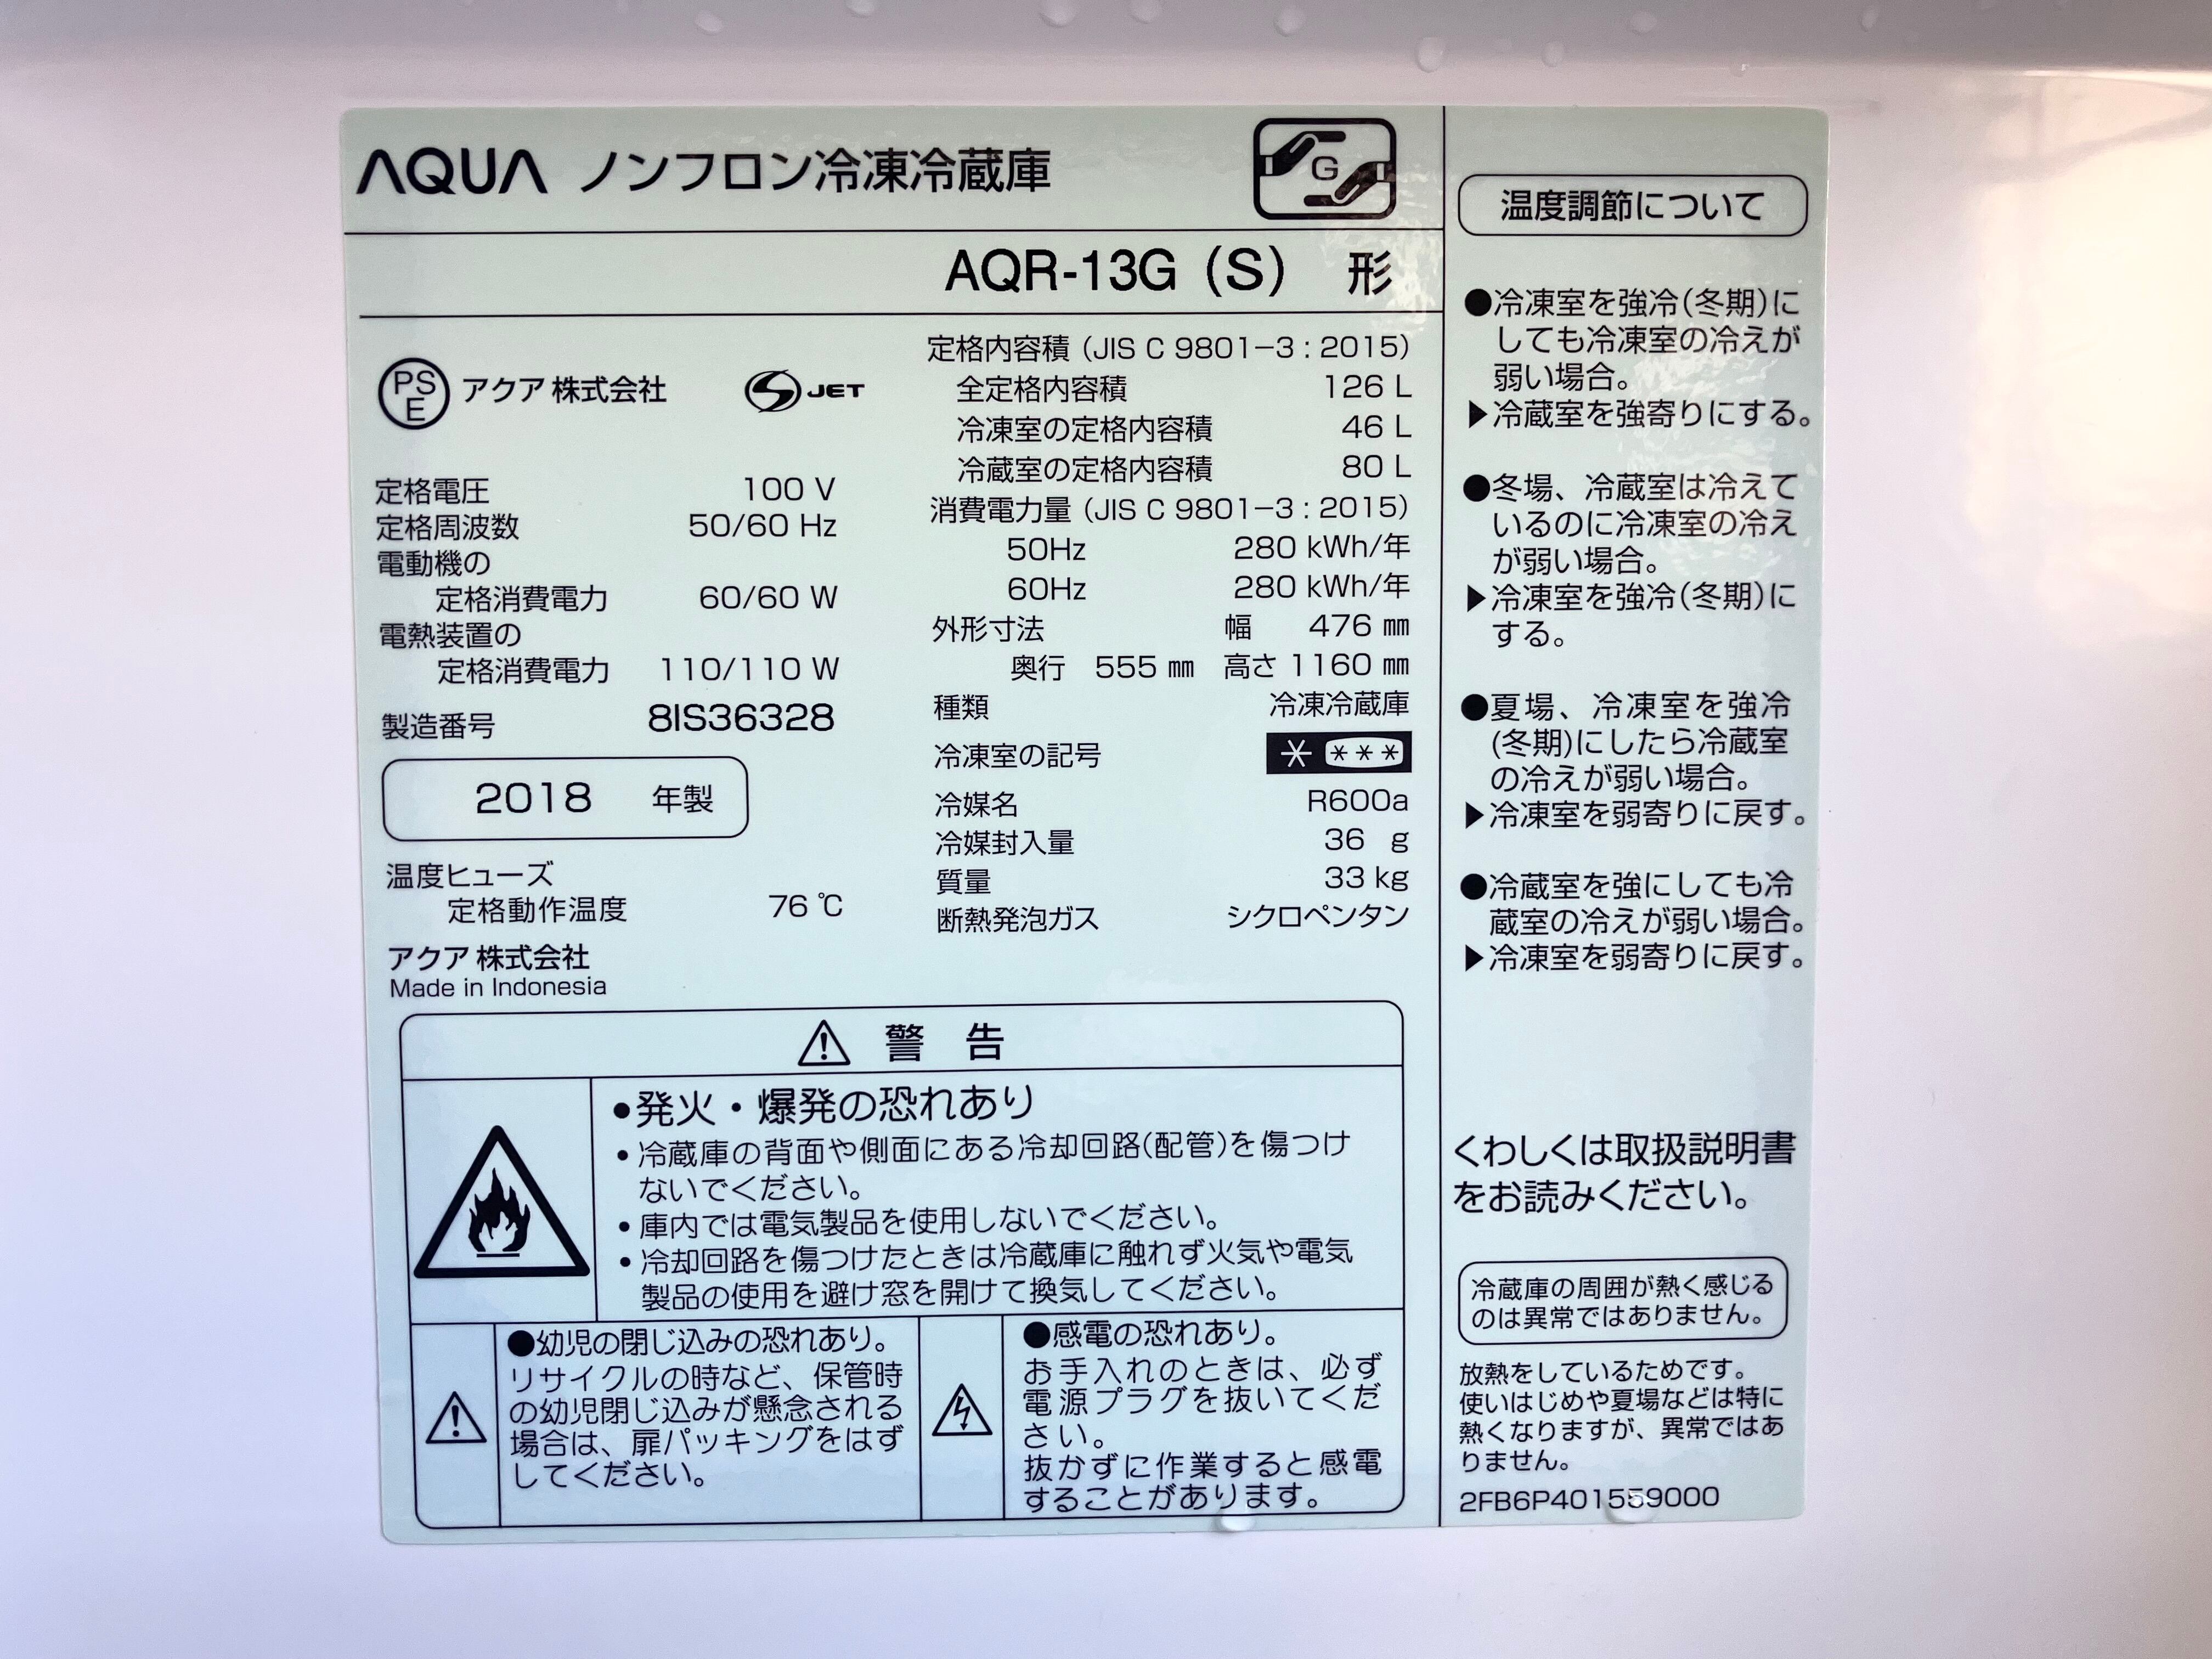 AQUA ノンフロン冷凍冷蔵庫
G
AQR-13G (S) 形
PS
E
アクア 株式会社
S JET
定格電圧 100 V
定格周波数 50/60 Hz
電動機の
定格消費電力 60/60 W
電熱装置の
定格消費電力 110/110 W
製造番号 8IS36328
2018 年製
温度ヒューズ
定格動作温度 76 ℃
アクア 株式会社
Made in Indonesia
定格内容積 (JIS C 9801−3 : 2015)
全定格内容積 126 L
冷凍室の定格内容積 46 L
冷蔵室の定格内容積 80 L
消費電力量 (JIS C 9801−3 : 2015)
50Hz 280 kWh/年
60Hz 280 kWh/年
外形寸法 幅 476 ㎜
奥行 555 ㎜ 高さ 1160 ㎜
種類 冷凍冷蔵庫
冷凍室の記号 * ***
冷媒名 R600a
冷媒封入量 36 g
質量 33 kg
断熱発泡ガス シクロペンタン
警 告
●発火・爆発の恐れあり
・冷蔵庫の背面や側面にある冷却回路(配管)を傷つけ
ないでください。
・庫内では電気製品を使用しないでください。
・冷却回路を傷つけたときは冷蔵庫に触れず火気や電気
製品の使用を避け窓を開けて換気してください。
●幼児の閉じ込みの恐れあり。
リサイクルの時など、保管時
の幼児閉じ込みが懸念される
場合は、扉パッキングをはず
してください。
●感電の恐れあり。
お手入れのときは、必ず
電源プラグを抜いてくだ
さい。
抜かずに作業すると感電
することがあります。
温度調節について
●冷凍室を強冷(冬期)に
しても冷凍室の冷えが
弱い場合。
▶冷蔵室を強寄りにする。
●冬場、冷蔵室は冷えて
いるのに冷凍室の冷え
が弱い場合。
▶冷凍室を強冷(冬期)に
する。
●夏場、冷凍室を強冷
(冬期)にしたら冷蔵室
の冷えが弱い場合。
▶冷凍室を弱寄りに戻す。
●冷蔵室を強にしても冷
蔵室の冷えが弱い場合。
▶冷凍室を弱寄りに戻す。
くわしくは取扱説明書
をお読みください。
冷蔵庫の周囲が熱く感じる
のは異常ではありません。
放熱をしているためです。
使いはじめや夏場などは特に
熱くなりますが、異常ではあ
りません。
2FB6P401559000